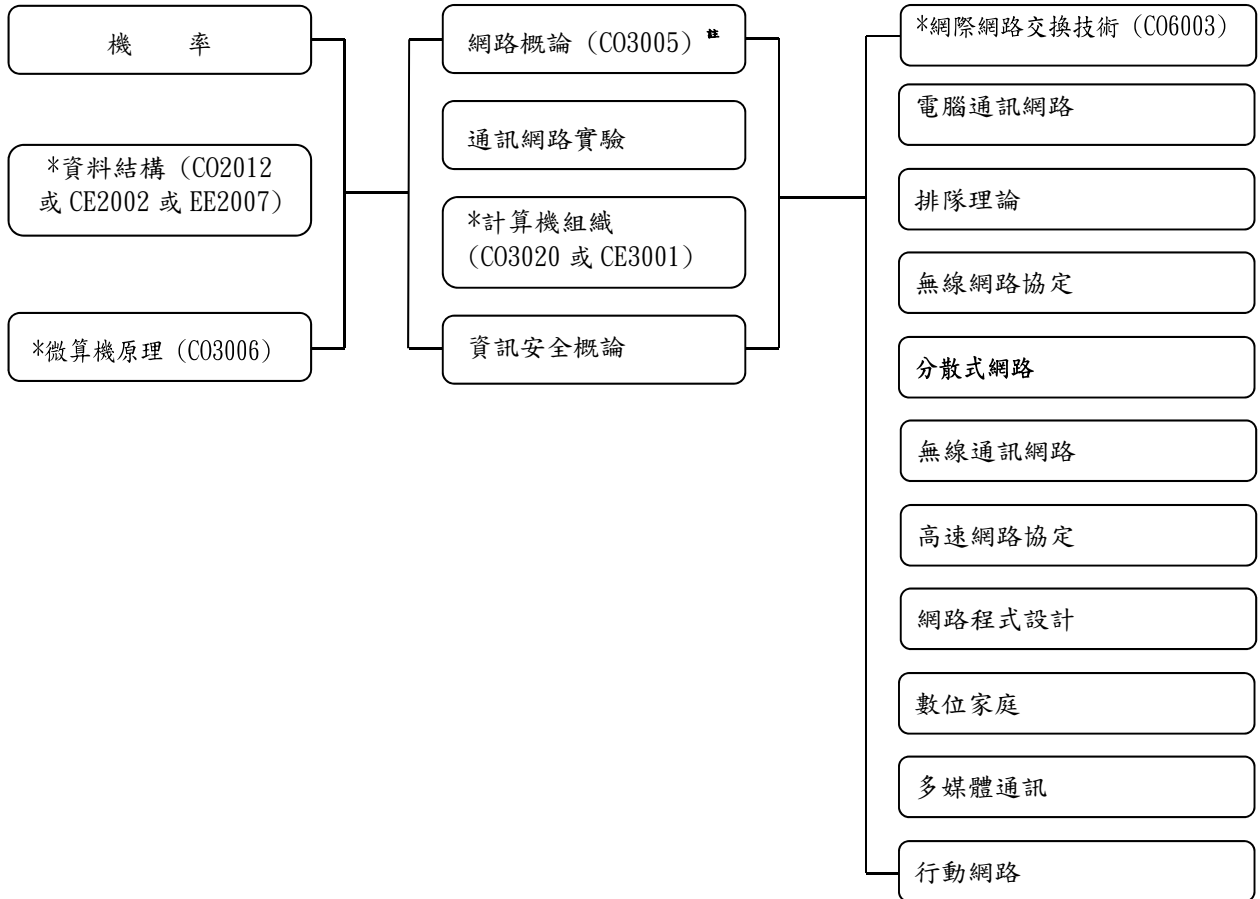 機 率
*資料結構（CO2012
或 CE2002 或 EE2007）
*微算機原理（CO3006）
網路概論（CO3005）註
通訊網路實驗
*計算機組織
（CO3020 或 CE3001）
資訊安全概論
*網際網路交換技術（CO6003）
電腦通訊網路
排隊理論
無線網路協定
分散式網路
無線通訊網路
高速網路協定
網路程式設計
數位家庭
多媒體通訊
行動網路